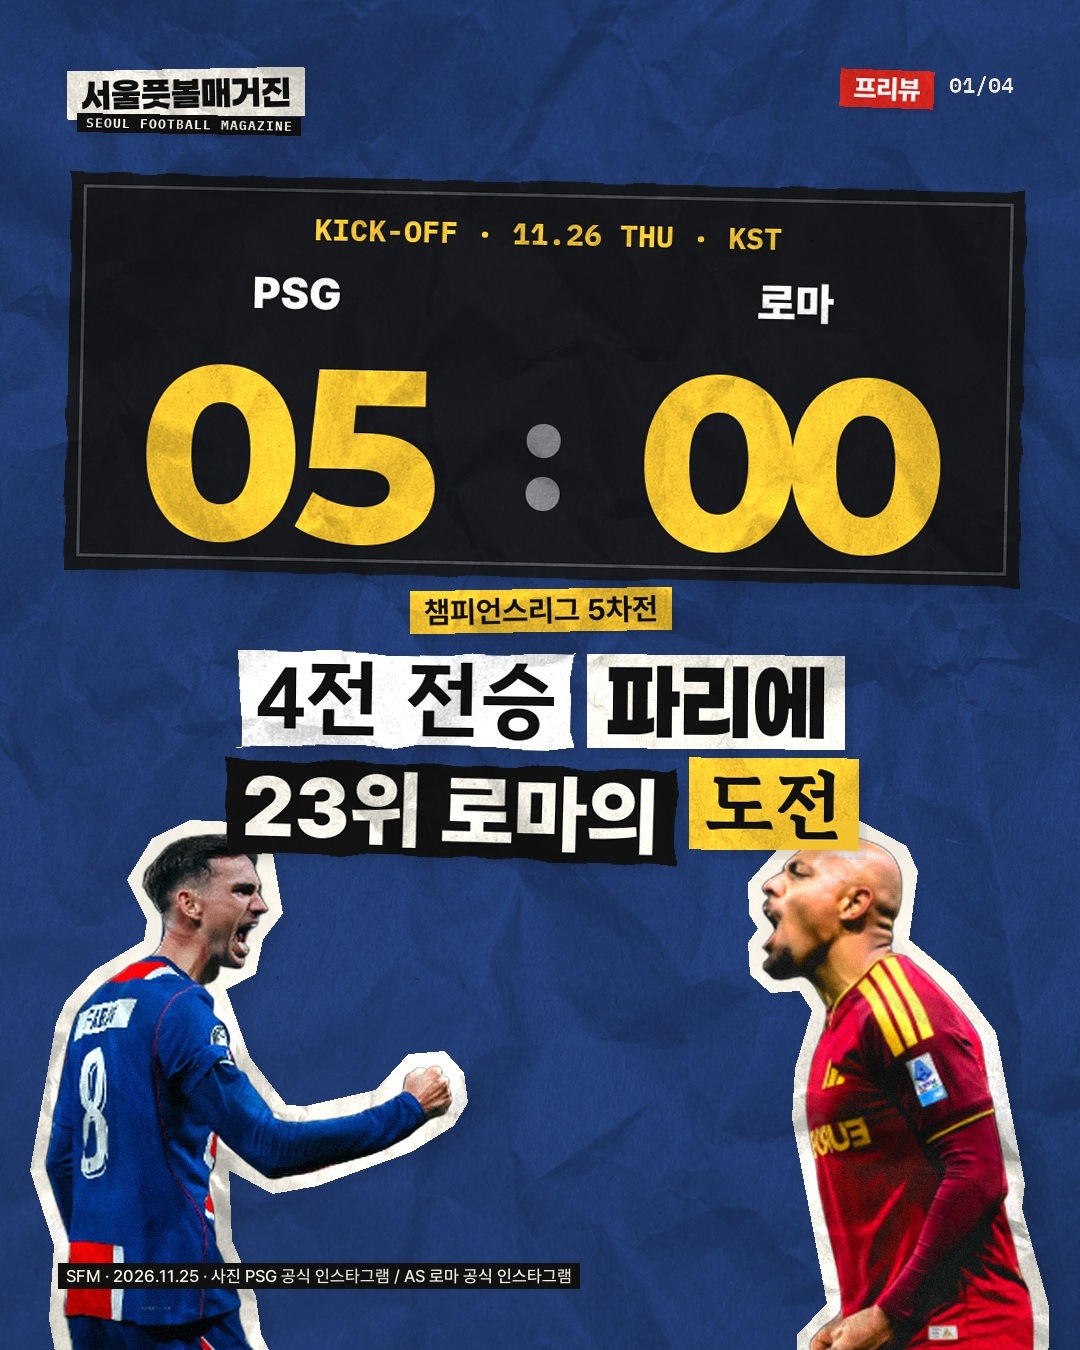 서울풋볼매거진
SEOUL FOOTBALL MAGAZINE
프리뷰 01/04
KICK-OFF · 11.26 THU · KST
PSG 로마
05 : 00
챔피언스리그 5차전
4전 전승 파리에
23위 로마의 도전
8
SFM · 2026.11.25 · 사진 PSG 공식 인스타그램 / AS 로마 공식 인스타그램